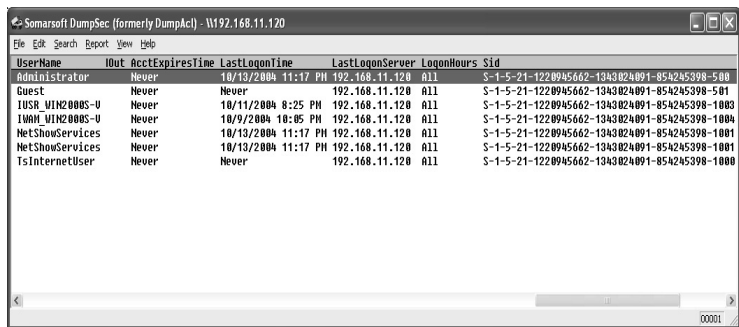 Somarsoft DumpSec (formerly DumpAcl) - \\192.168.11.120
File Edit Search Report View Help
UserName lOut AcctExpiresTime LastLogonTime LastLogonServer LogonHours Sid
Administrator Never 10/13/2004 11:17 PM 192.168.11.120 All S-1-5-21-1220945662-1343024091-854245398-500
Guest Never Never 192.168.11.120 All S-1-5-21-1220945662-1343024091-854245398-501
IUSR_WIN2000S-V Never 10/11/2004 8:25 PM 192.168.11.120 All S-1-5-21-1220945662-1343024091-854245398-1003
IWAM_WIN2000S-V Never 10/9/2004 10:05 PM 192.168.11.120 All S-1-5-21-1220945662-1343024091-854245398-1004
NetShowServices Never 10/13/2004 11:17 PM 192.168.11.120 All S-1-5-21-1220945662-1343024091-854245398-1001
NetShowServices Never 10/13/2004 11:17 PM 192.168.11.120 All S-1-5-21-1220945662-1343024091-854245398-1001
TsInternetUser Never Never 192.168.11.120 All S-1-5-21-1220945662-1343024091-854245398-1000
00001